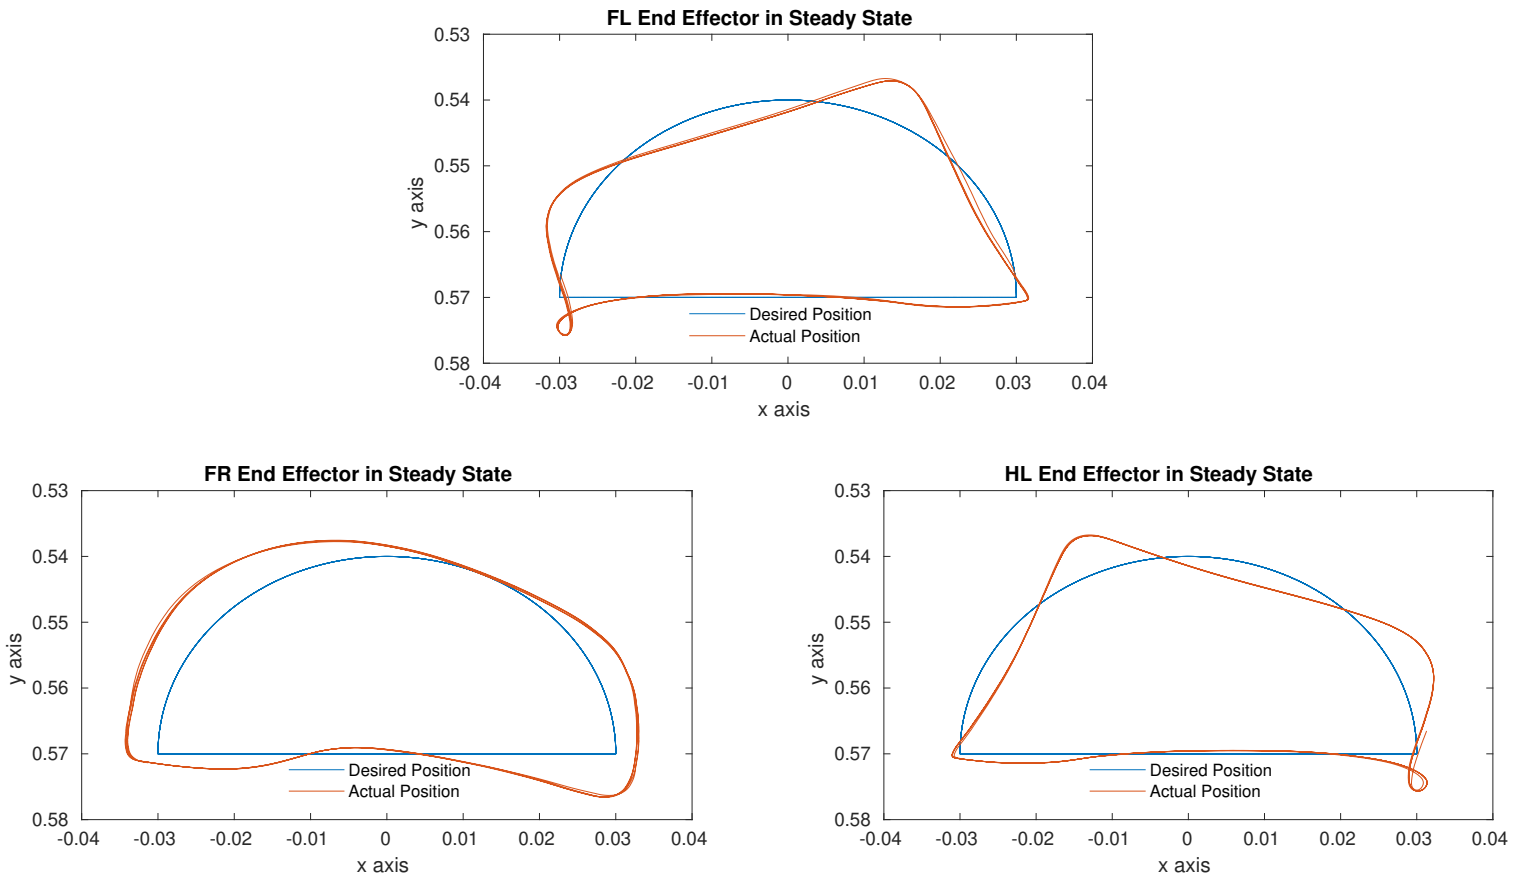 FL End Effector in Steady State
0.53
0.54
0.55
0.56
0.57
0.58
y axis
Desired Position
Actual Position
-0.04 -0.03 -0.02 -0.01 0 0.01 0.02 0.03 0.04
x axis
FR End Effector in Steady State
0.53
0.54
0.55
0.56
0.57
0.58
y axis
Desired Position
Actual Position
-0.04 -0.03 -0.02 -0.01 0 0.01 0.02 0.03 0.04
x axis
HL End Effector in Steady State
0.53
0.54
0.55
0.56
0.57
0.58
y axis
Desired Position
Actual Position
-0.04 -0.03 -0.02 -0.01 0 0.01 0.02 0.03 0.04
x axis